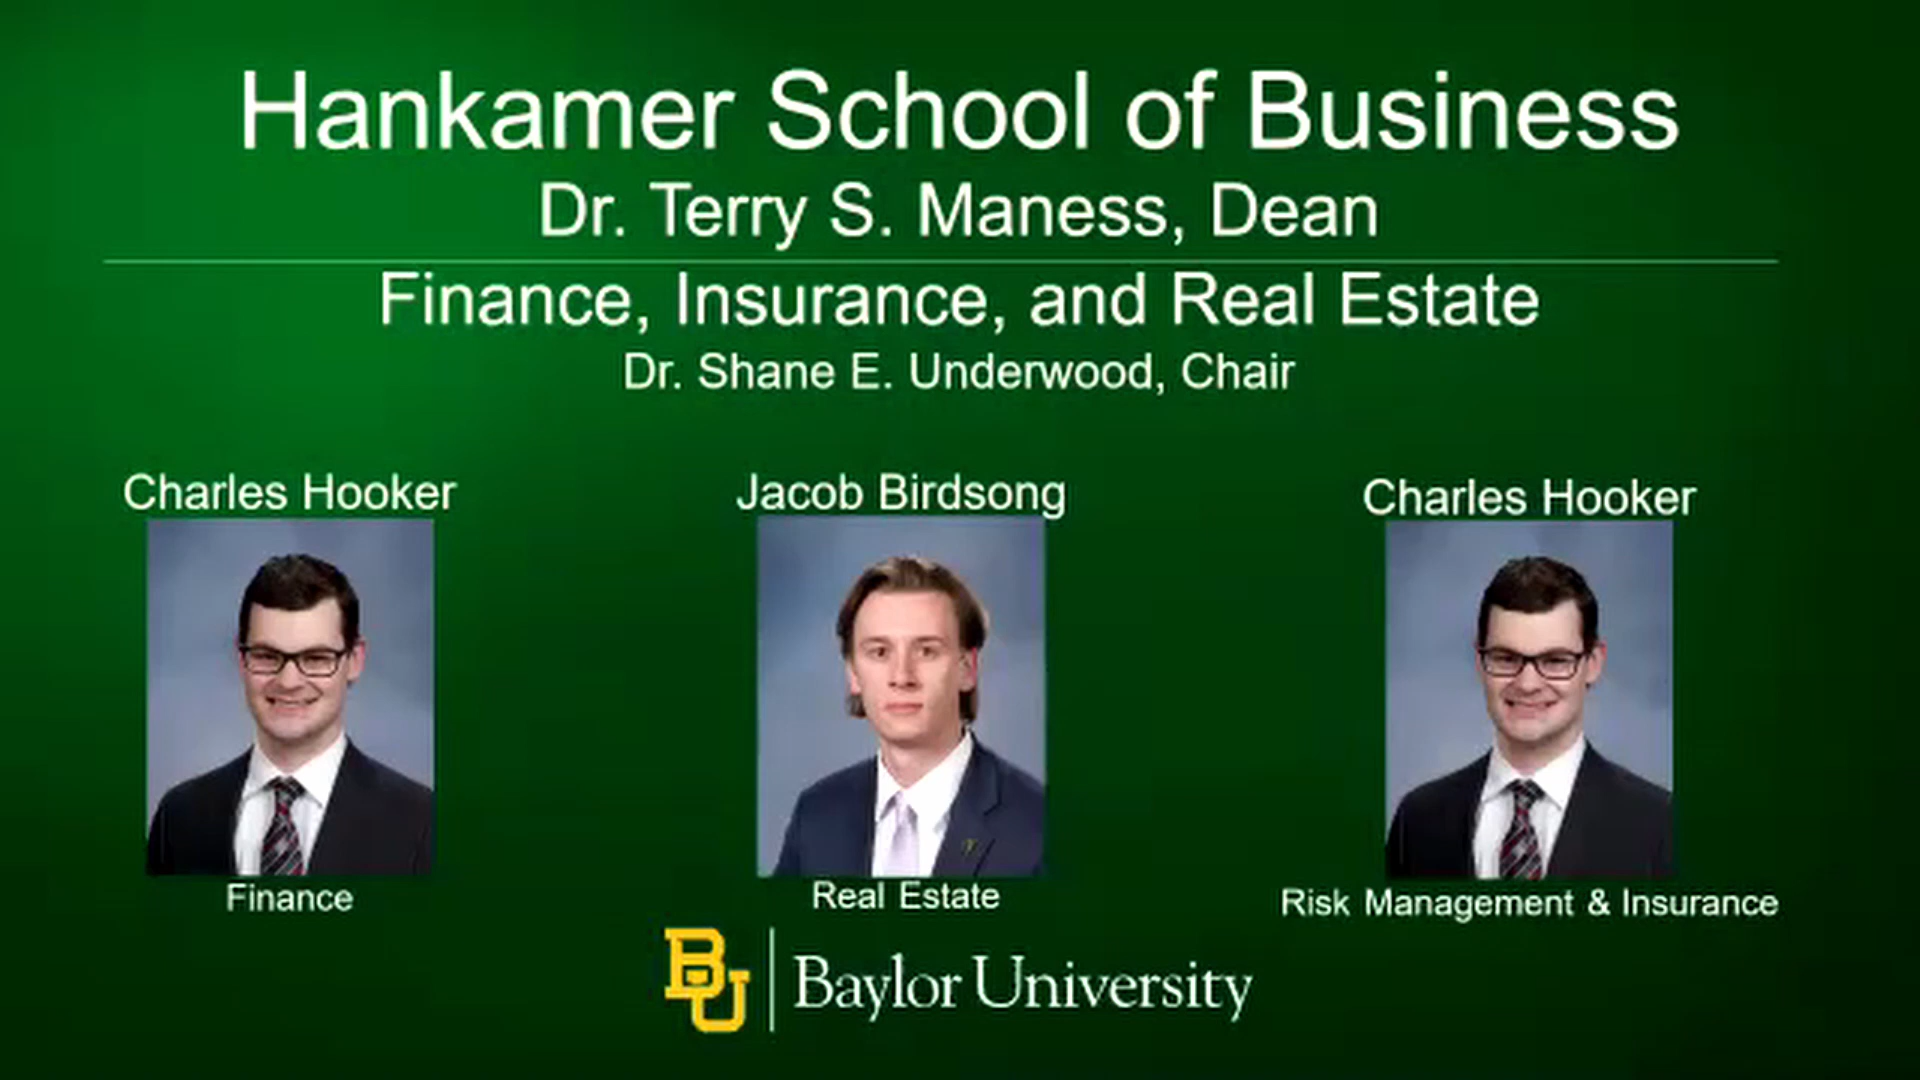 Hankamer School of Business
Dr. Terry S. Maness, Dean
Finance, Insurance, and Real Estate
Dr. Shane E. Underwood, Chair
Charles Hooker
Jacob Birdsong
Charles Hooker
Finance
Real Estate
Risk Management & Insurance
BU
Baylor University